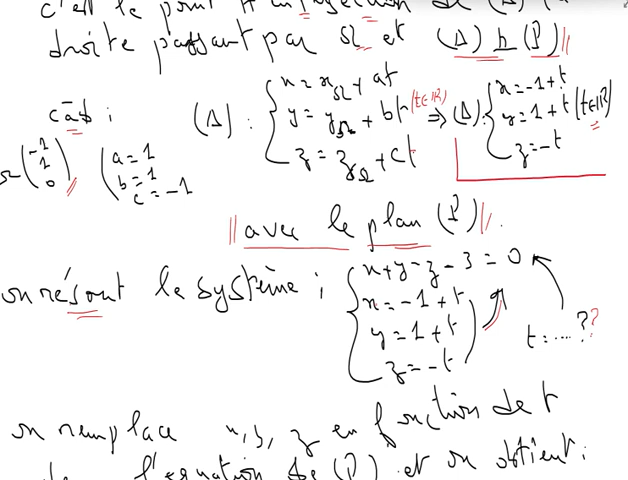 c'est le point H intersection de (Δ) la
droite passant par Ω et (Δ) ⊥ (P)
càd : (Δ) : { x = xΩ + at (t∈ℝ) ⇒ (Δ) { x = -1 + t
y = yΩ + bt y = 1 + t (t∈ℝ)
z = zΩ + ct z = -t
Ω (-1 1 0) (a = 1
b = 1
c = -1
avec le plan (P).
on résout le système : { x + y - z - 3 = 0
x = -1 + t
y = 1 + t t = .... ??
z = -t
on remplace x, y, z en fonction de t
l'equation de (P) et on obtient :